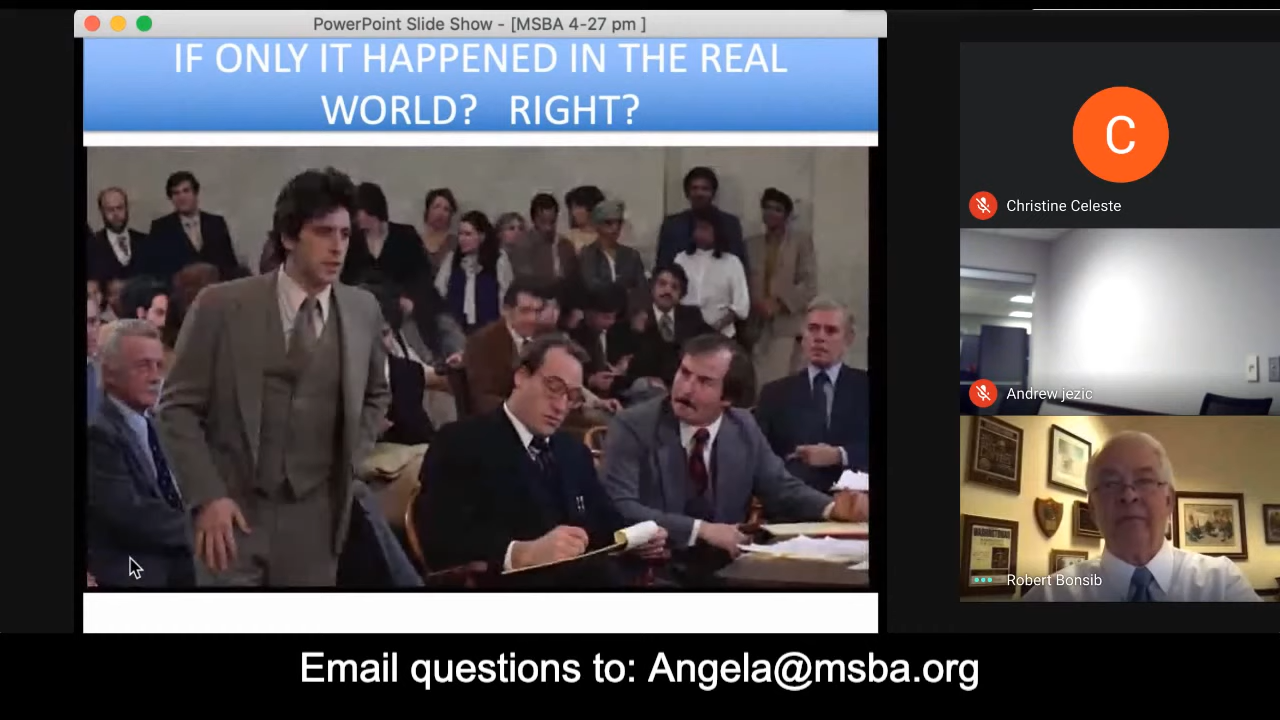 PowerPoint Slide Show - [MSBA 4-27 pm ]
IF ONLY IT HAPPENED IN THE REAL
WORLD? RIGHT?
C
Christine Celeste
Andrew jezic
Robert Bonsib
Email questions to: Angela@msba.org